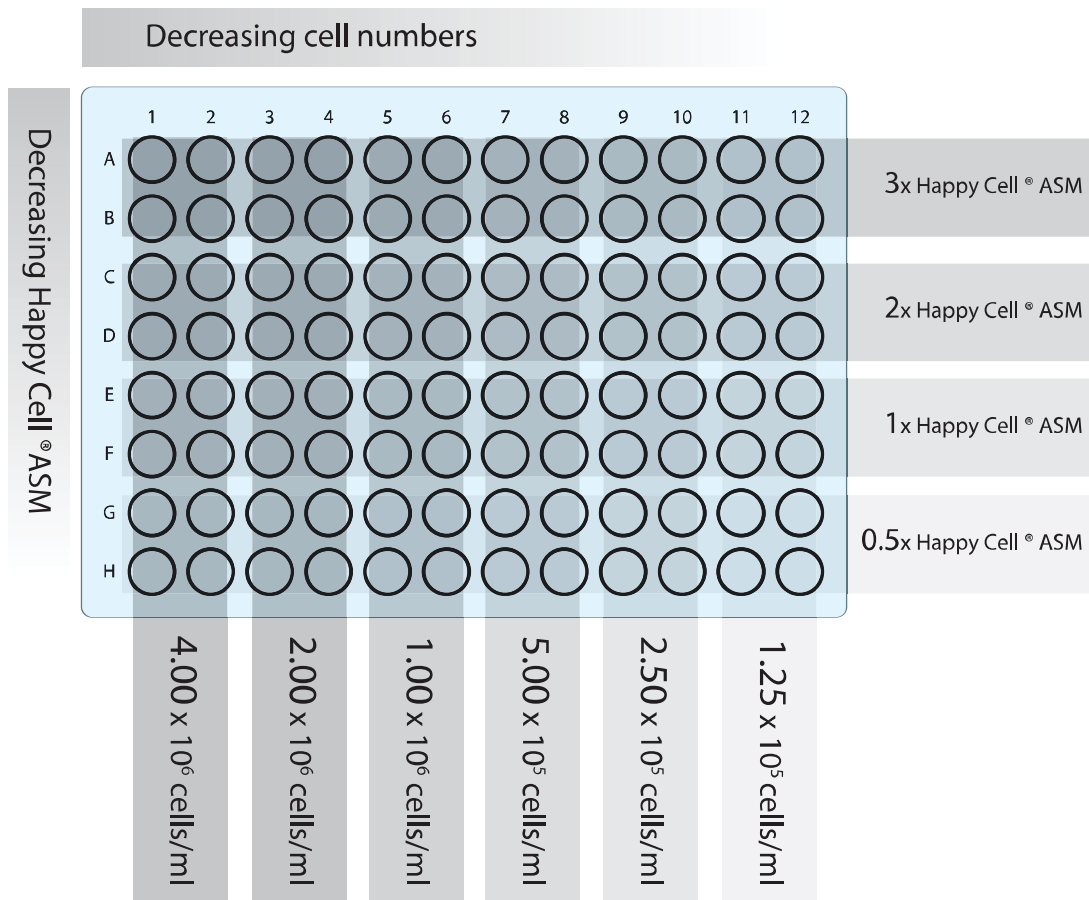 Decreasing cell numbers
Decreasing Happy Cell ® ASM
1 2 3 4 5 6 7 8 9 10 11 12
A
B
C
D
E
F
G
H
3x Happy Cell ® ASM
2x Happy Cell ® ASM
1x Happy Cell ® ASM
0.5x Happy Cell ® ASM
4.00 x 10⁶ cells/ml
2.00 x 10⁶ cells/ml
1.00 x 10⁶ cells/ml
5.00 x 10⁵ cells/ml
2.50 x 10⁵ cells/ml
1.25 x 10⁵ cells/ml